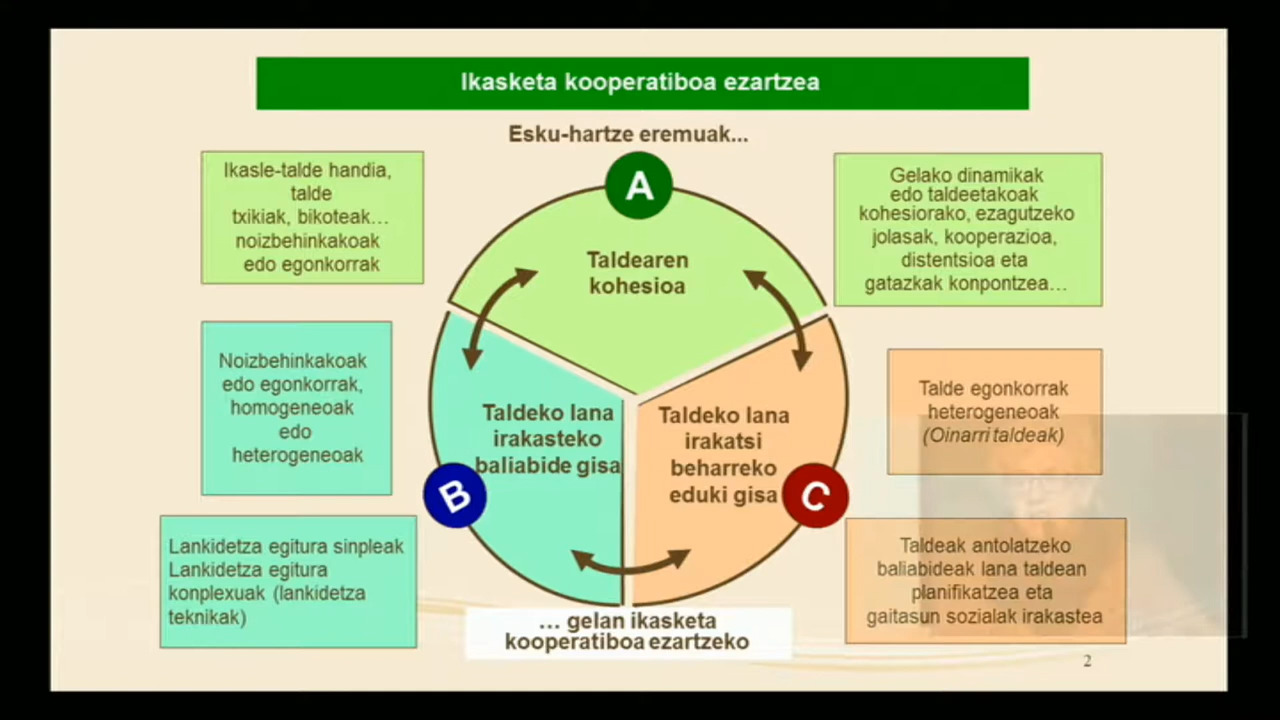 Ikasketa kooperatiboa ezartzea
Esku-hartze eremuak...
Ikasle-talde handia,
talde
txikiak, bikoteak...
noizbehinkakoak
edo egonkorrak
A
Taldearen
kohesioa
Gelako dinamikak
edo taldeetakoak
kohesiorako, ezagutzeko
jolasak, kooperazioa,
distentsioa eta
gatazkak konpontzea...
Noizbehinkakoak
edo egonkorrak,
homogeneoak
edo
heterogeneoak
Taldeko lana
irakasteko
baliabide gisa
B
Taldeko lana
irakatsi
beharreko
eduki gisa
C
Talde egonkorrak
heterogeneoak
(Oinarri taldeak)
Lankidetza egitura sinpleak
Lankidetza egitura
konplexuak (lankidetza
teknikak)
Taldeak antolatzeko
baliabideak lana taldean
planifikatzea eta
gaitasun sozialak irakastea
... gelan ikasketa
kooperatiboa ezartzeko
2